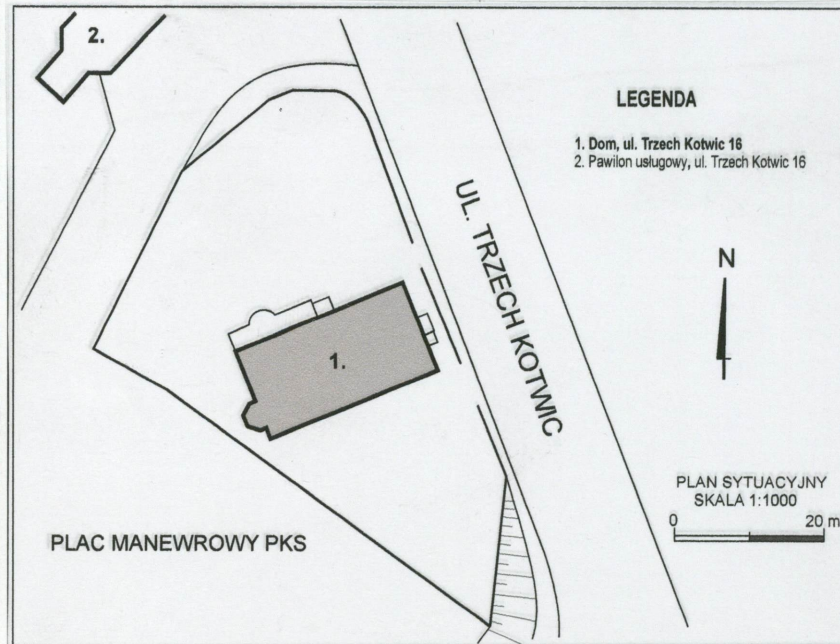 2.
LEGENDA
1. Dom, ul. Trzech Kotwic 16
2. Pawilon usługowy, ul. Trzech Kotwic 16
UL. TRZECH KOTWIC
N
1.
PLAN SYTUACYJNY
SKALA 1:1000
0 20 m
PLAC MANEWROWY PKS